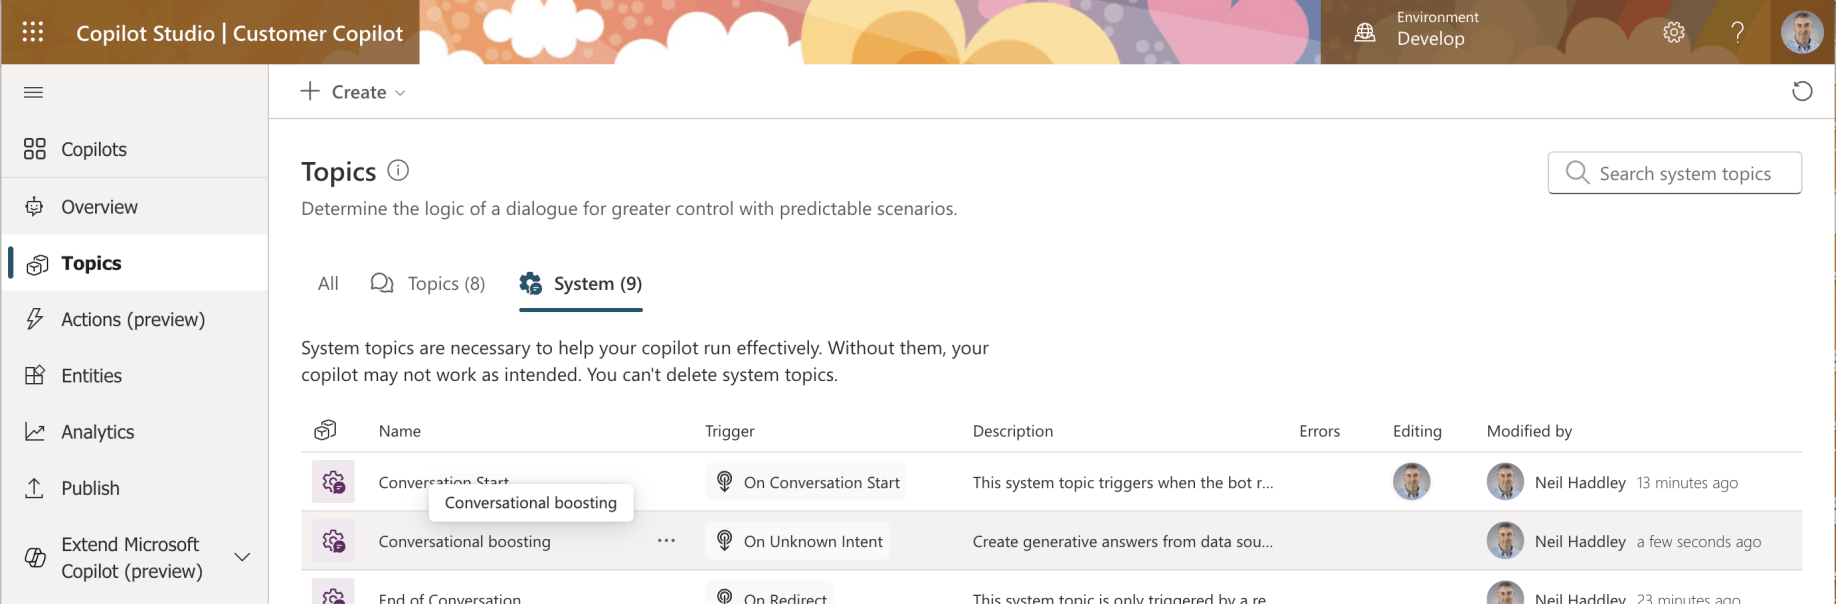 Copilot Studio | Customer Copilot
Environment
Develop
?
Create
Copilots
Overview
Topics
Actions (preview)
Entities
Analytics
Publish
Extend Microsoft
Copilot (preview)
Topics
Search system topics
Determine the logic of a dialogue for greater control with predictable scenarios.
All Topics (8) System (9)
System topics are necessary to help your copilot run effectively. Without them, your
copilot may not work as intended. You can't delete system topics.
Name Trigger Description Errors Editing Modified by
Conversation Start On Conversation Start This system topic triggers when the bot r... Neil Haddley 13 minutes ago
Conversational boosting
Conversational boosting ... On Unknown Intent Create generative answers from data sou... Neil Haddley a few seconds ago
End of Conversation On Redirect This system topic is only triggered by a re Neil Haddley 23 minutes ago